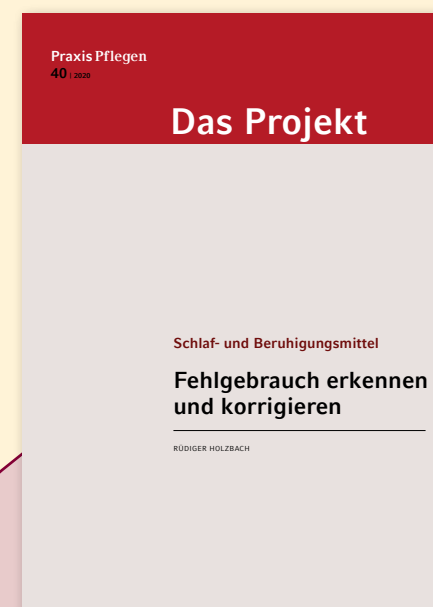 Praxis Pflegen
40 | 2020
Das Projekt
Schlaf- und Beruhigungsmittel
Fehlgebrauch erkennen
und korrigieren
RÜDIGER HOLZBACH